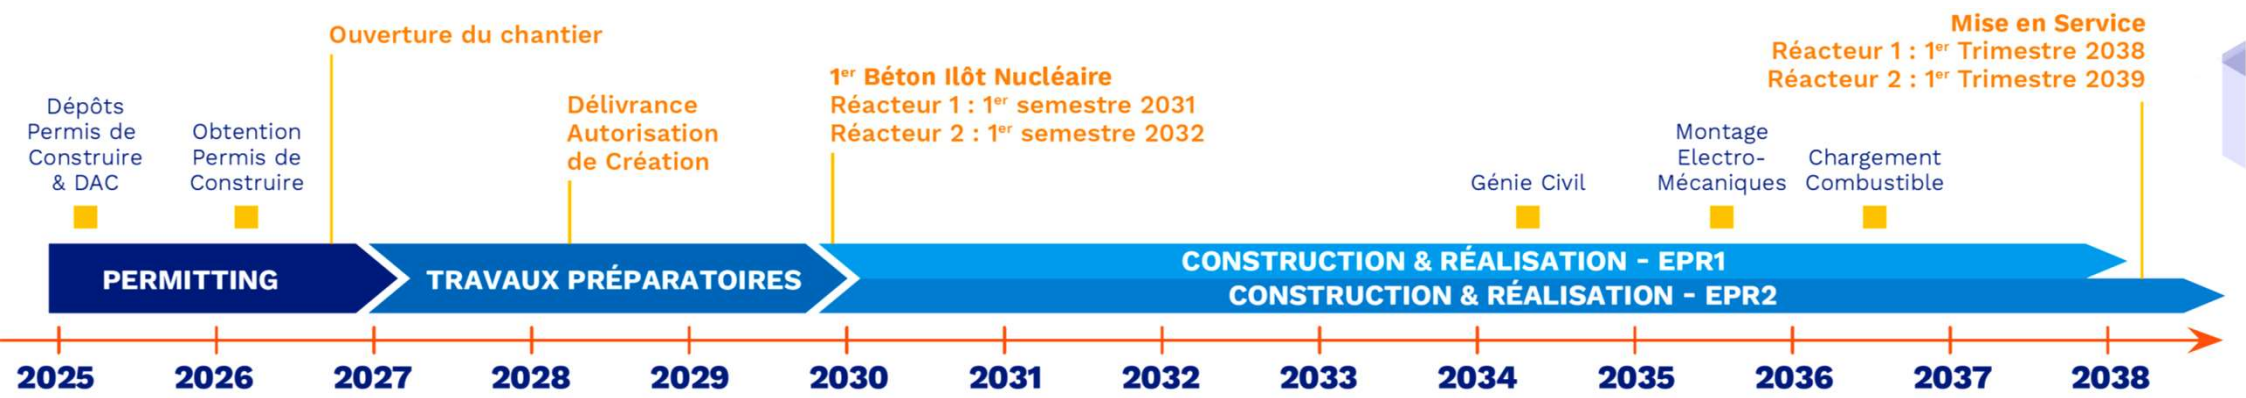 Ouverture du chantier
Mise en Service
Réacteur 1 : 1er Trimestre 2038
Réacteur 2 : 1er Trimestre 2039
1er Béton Ilôt Nucléaire
Réacteur 1 : 1er semestre 2031
Réacteur 2 : 1er semestre 2032
Dépôts
Permis de
Construire
& DAC
Obtention
Permis de
Construire
Délivrance
Autorisation
de Création
Génie Civil
Montage
Electro-
Mécaniques
Chargement
Combustible
PERMITTING
TRAVAUX PRÉPARATOIRES
CONSTRUCTION & RÉALISATION - EPR1
CONSTRUCTION & RÉALISATION - EPR2
2025 2026 2027 2028 2029 2030 2031 2032 2033 2034 2035 2036 2037 2038